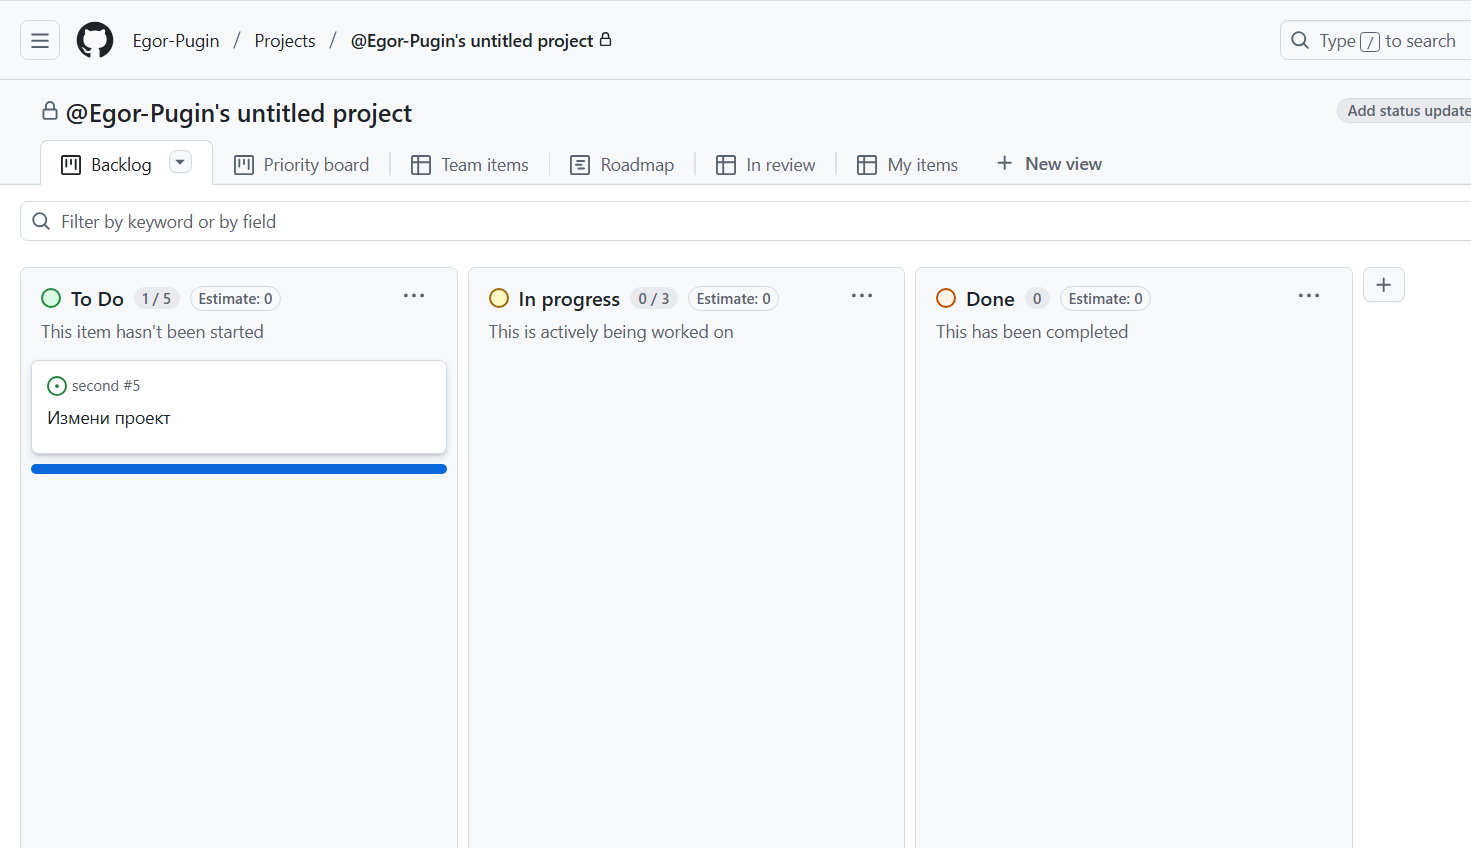 Egor-Pugin / Projects / @Egor-Pugin's untitled project
Type / to search
@Egor-Pugin's untitled project
Add status update
Backlog
Priority board
Team items
Roadmap
In review
My items
New view
Filter by keyword or by field
To Do 1 / 5 Estimate: 0
This item hasn't been started
second #5
Измени проект
In progress 0 / 3 Estimate: 0
This is actively being worked on
Done 0 Estimate: 0
This has been completed